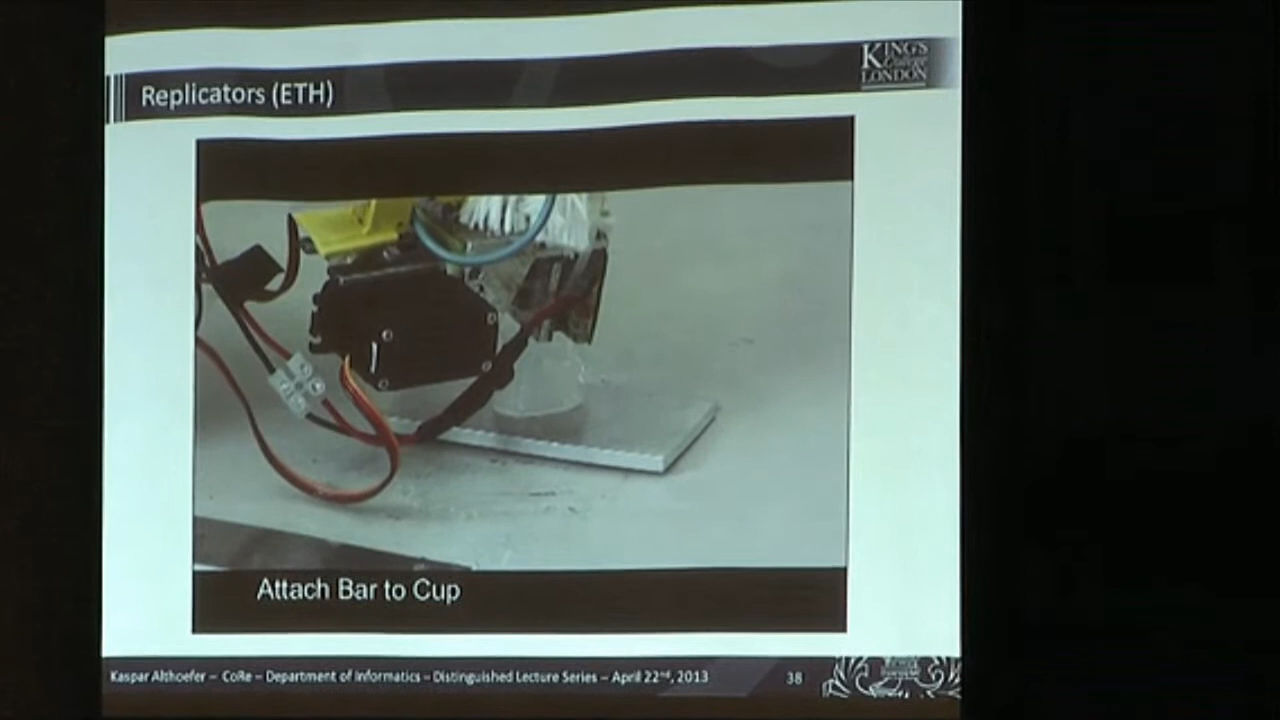 KING'S
College
LONDON
Replicators (ETH)
Attach Bar to Cup
Kaspar Althoefer – CoRe – Department of Informatics – Distinguished Lecture Series – April 22nd, 2013
38